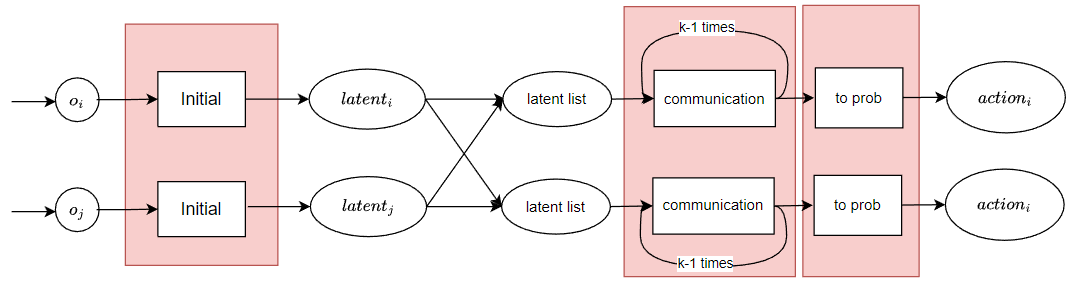 k-1 times
o_i
Initial
latent_i
latent list
communication
to prob
action_i
o_j
Initial
latent_j
latent list
communication
to prob
action_i
k-1 times